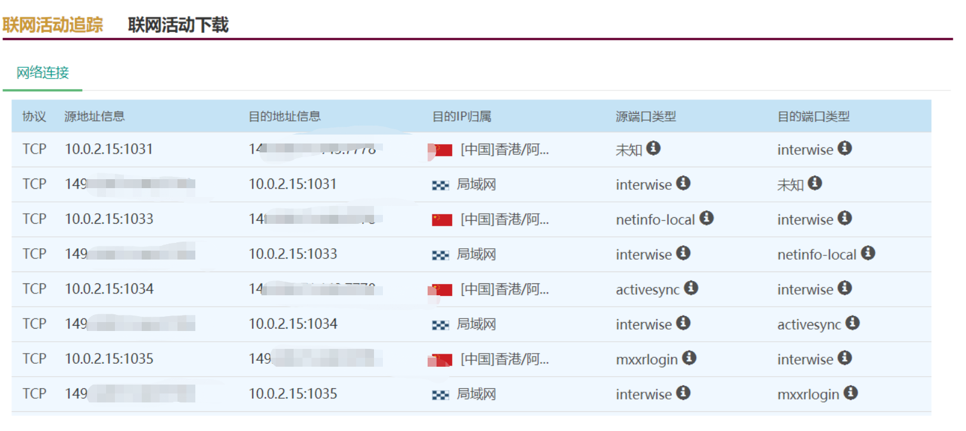 联网活动追踪 联网活动下载
网络连接
协议 源地址信息 目的地址信息 目的IP归属 源端口类型 目的端口类型
TCP 10.0.2.15:1031 14 [中国]香港/阿... 未知 interwise
TCP 149 10.0.2.15:1031 局域网 interwise 未知
TCP 10.0.2.15:1033 14 [中国]香港/阿... netinfo-local interwise
TCP 149 10.0.2.15:1033 局域网 interwise netinfo-local
TCP 10.0.2.15:1034 14 [中国]香港/阿... activesync interwise
TCP 149 10.0.2.15:1034 局域网 interwise activesync
TCP 10.0.2.15:1035 149 [中国]香港/阿... mxxrlogin interwise
TCP 149 10.0.2.15:1035 局域网 interwise mxxrlogin